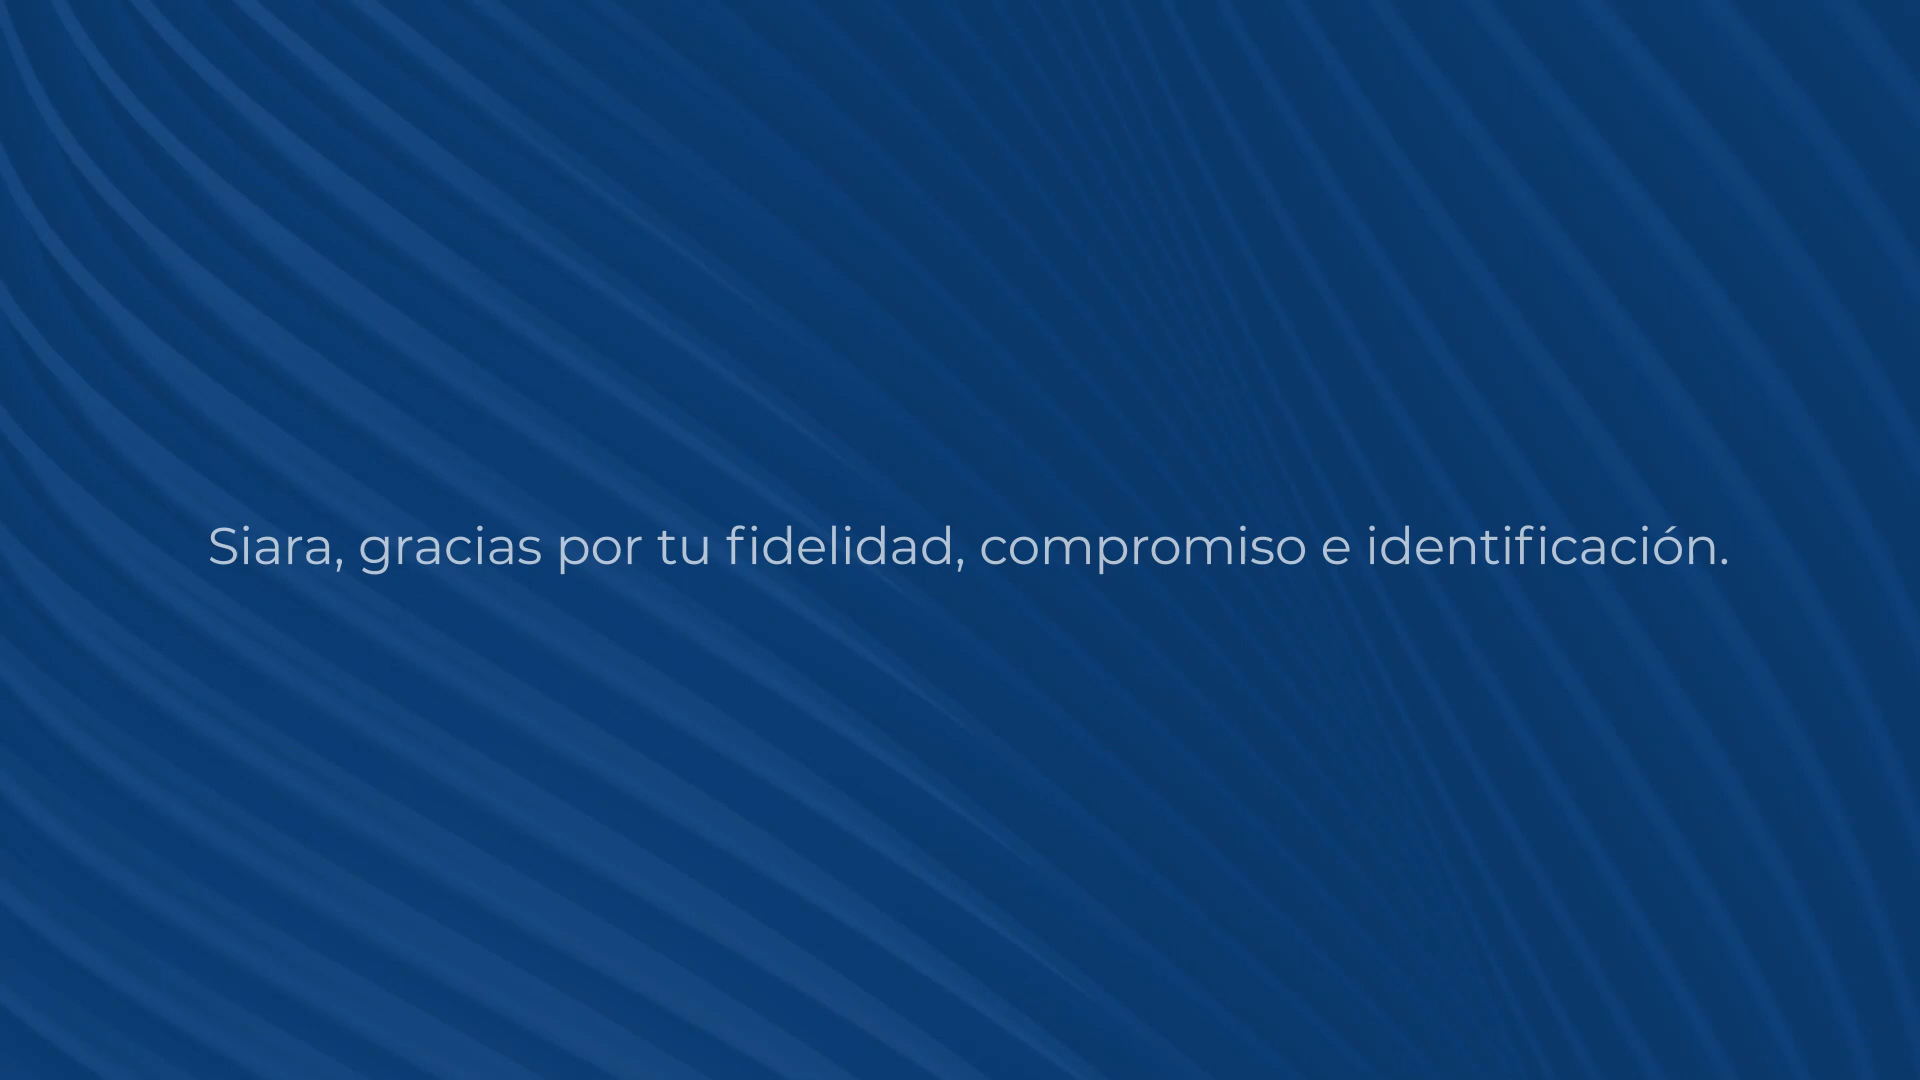 Siara, gracias por tu fidelidad, compromiso e identificación.